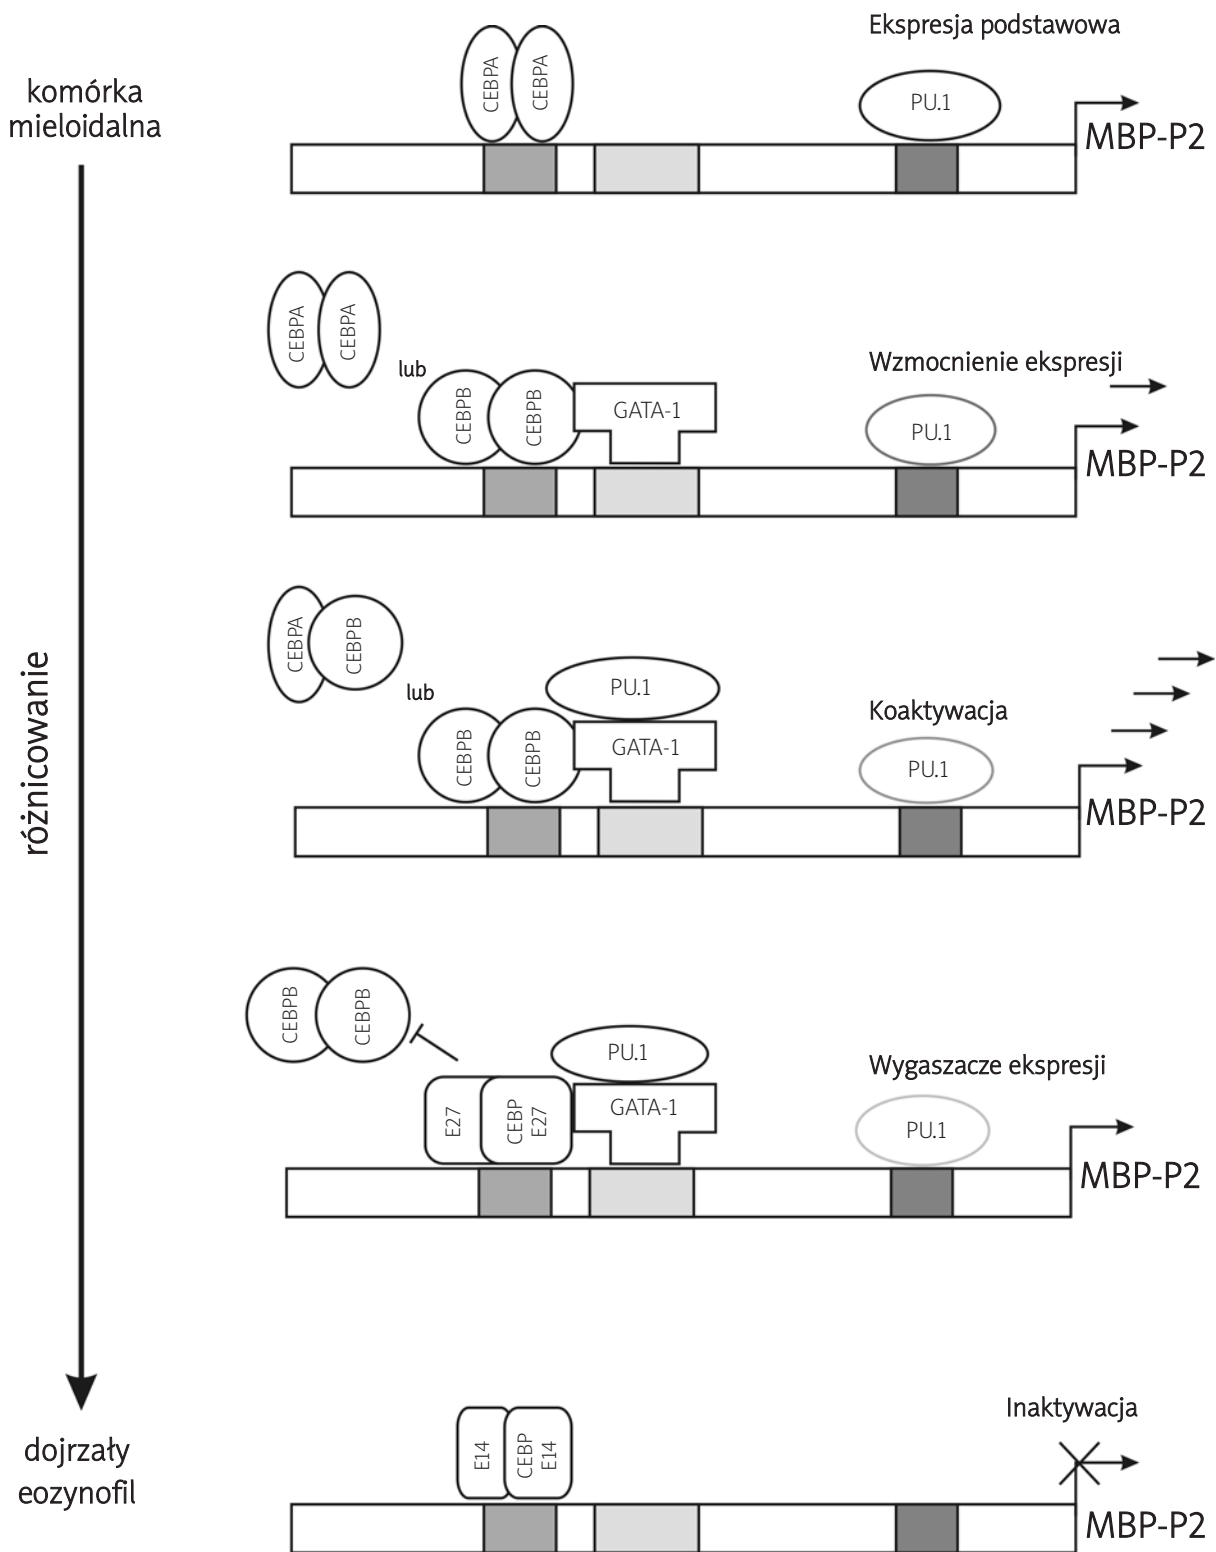 Ekspresja podstawowa
komórka
mieloidalna
CEBPA
CEBPA
PU.1
MBP-P2
CEBPA
CEBPA
lub
CEBPB
CEBPB
GATA-1
Wzmocnienie ekspresji
PU.1
MBP-P2
różnicowanie
CEBPA
CEBPB
lub
CEBPB
CEBPB
PU.1
GATA-1
Koaktywacja
PU.1
MBP-P2
CEBPB
CEBPB
E27
CEBP
E27
PU.1
GATA-1
Wygaszacze ekspresji
PU.1
MBP-P2
dojrzały
eozynofil
E14
CEBP
E14
Inaktywacja
MBP-P2